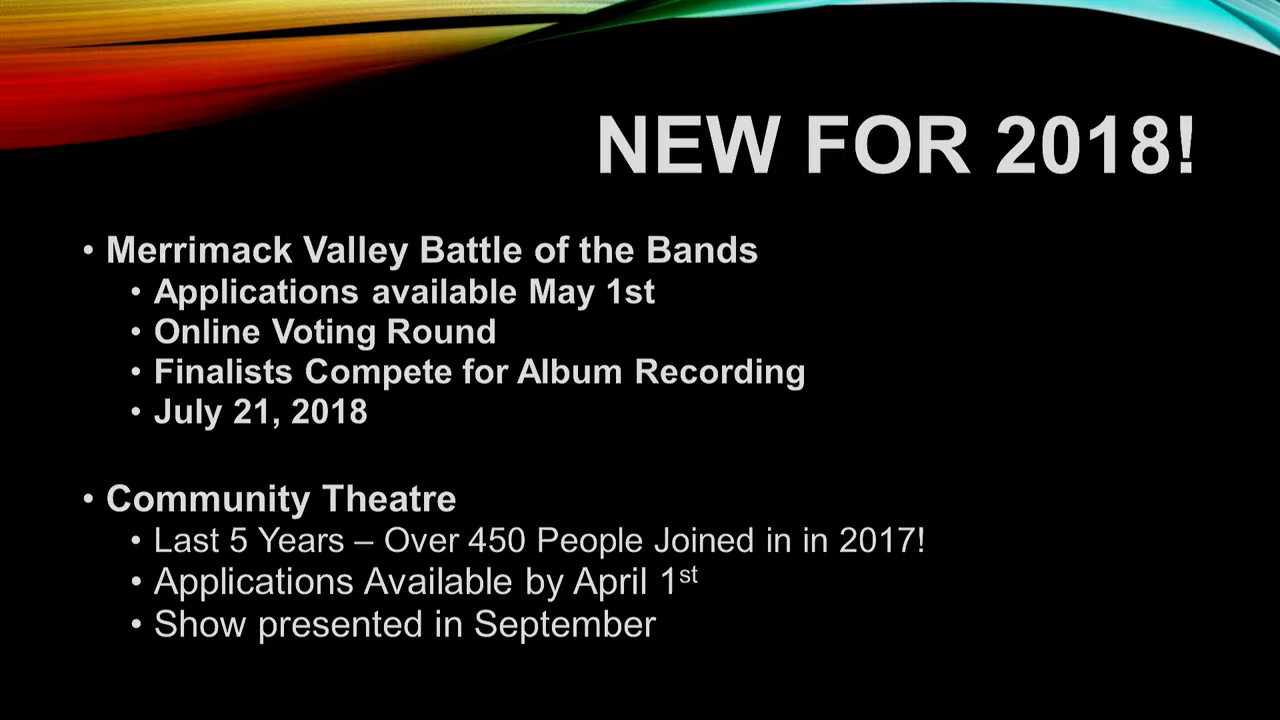 NEW FOR 2018!
• Merrimack Valley Battle of the Bands
• Applications available May 1st
• Online Voting Round
• Finalists Compete for Album Recording
• July 21, 2018
• Community Theatre
• Last 5 Years – Over 450 People Joined in in 2017!
• Applications Available by April 1st
• Show presented in September